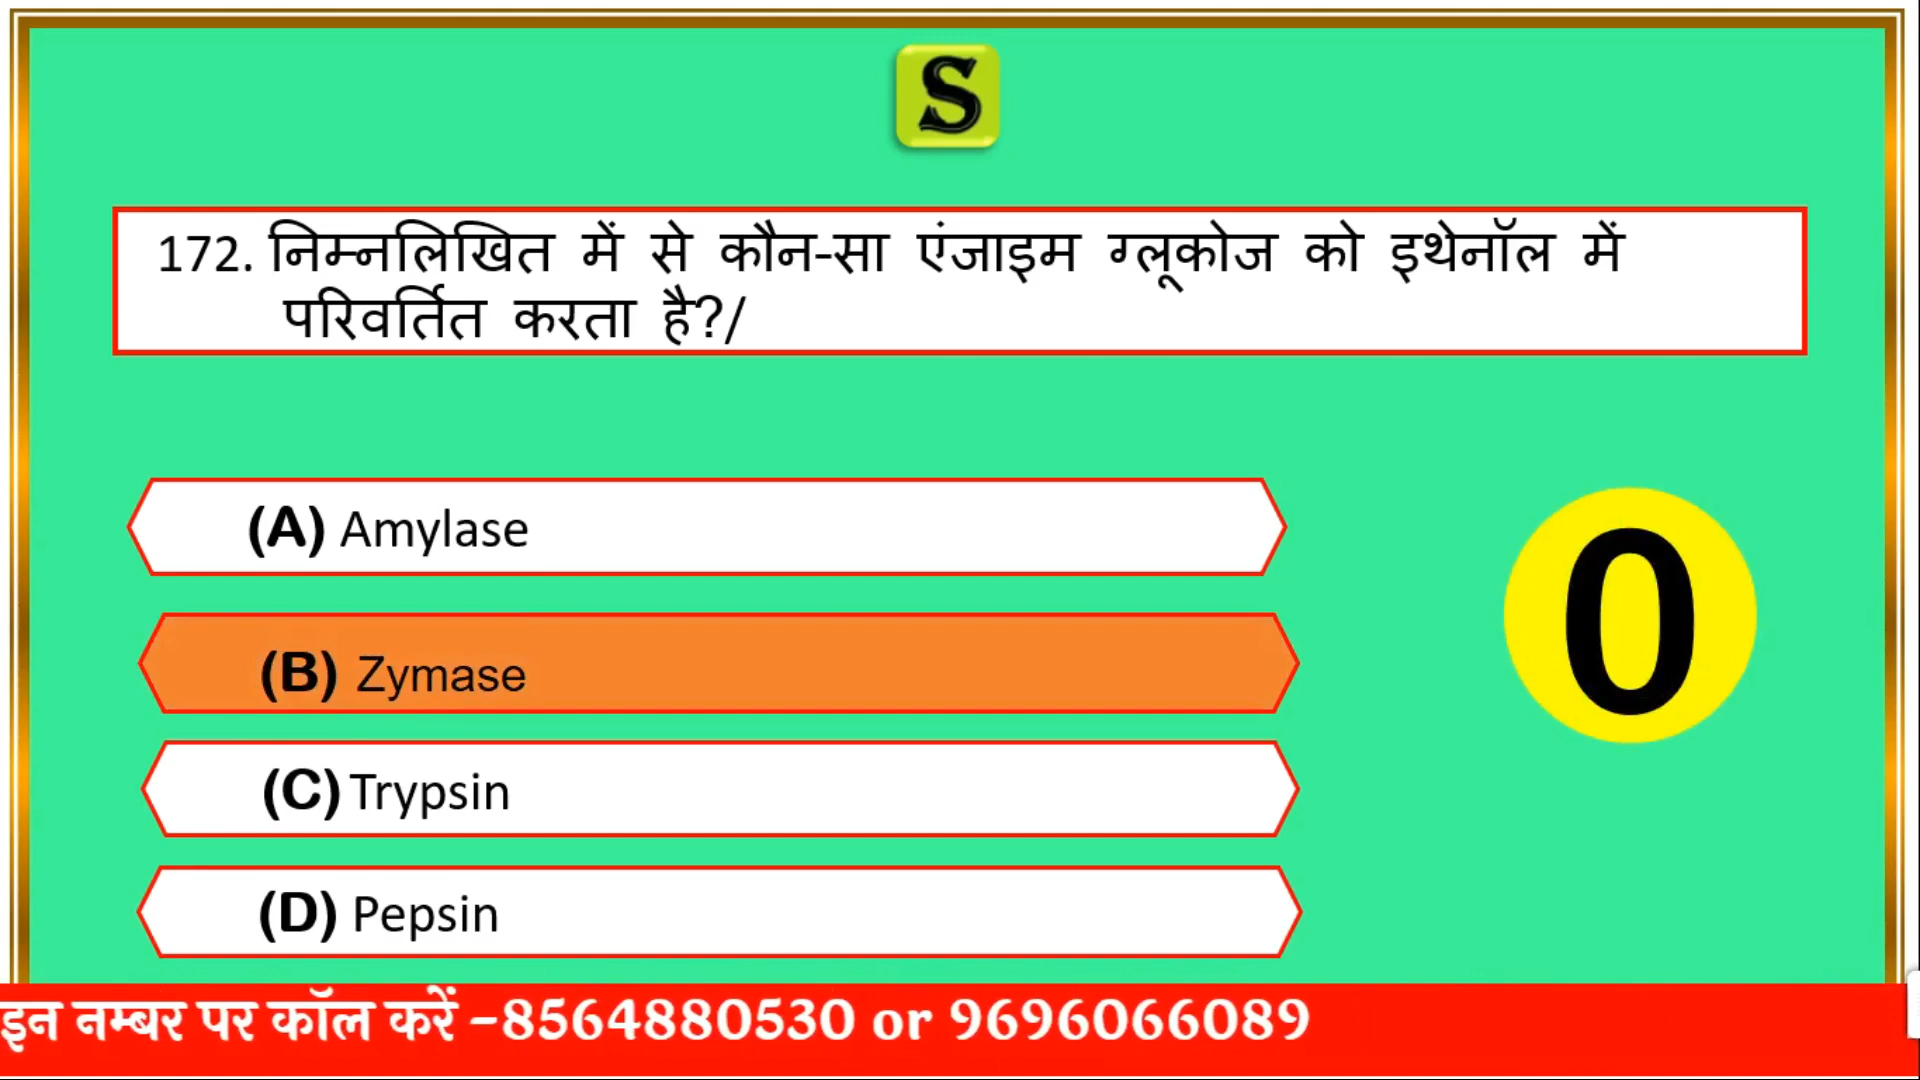 S
172. निम्नलिखित में से कौन-सा एंजाइम ग्लूकोज को इथेनॉल में
परिवर्तित करता है?/
(A) Amylase
(B) Zymase
(C) Trypsin
(D) Pepsin
0
इन नम्बर पर कॉल करें -8564880530 or 9696066089